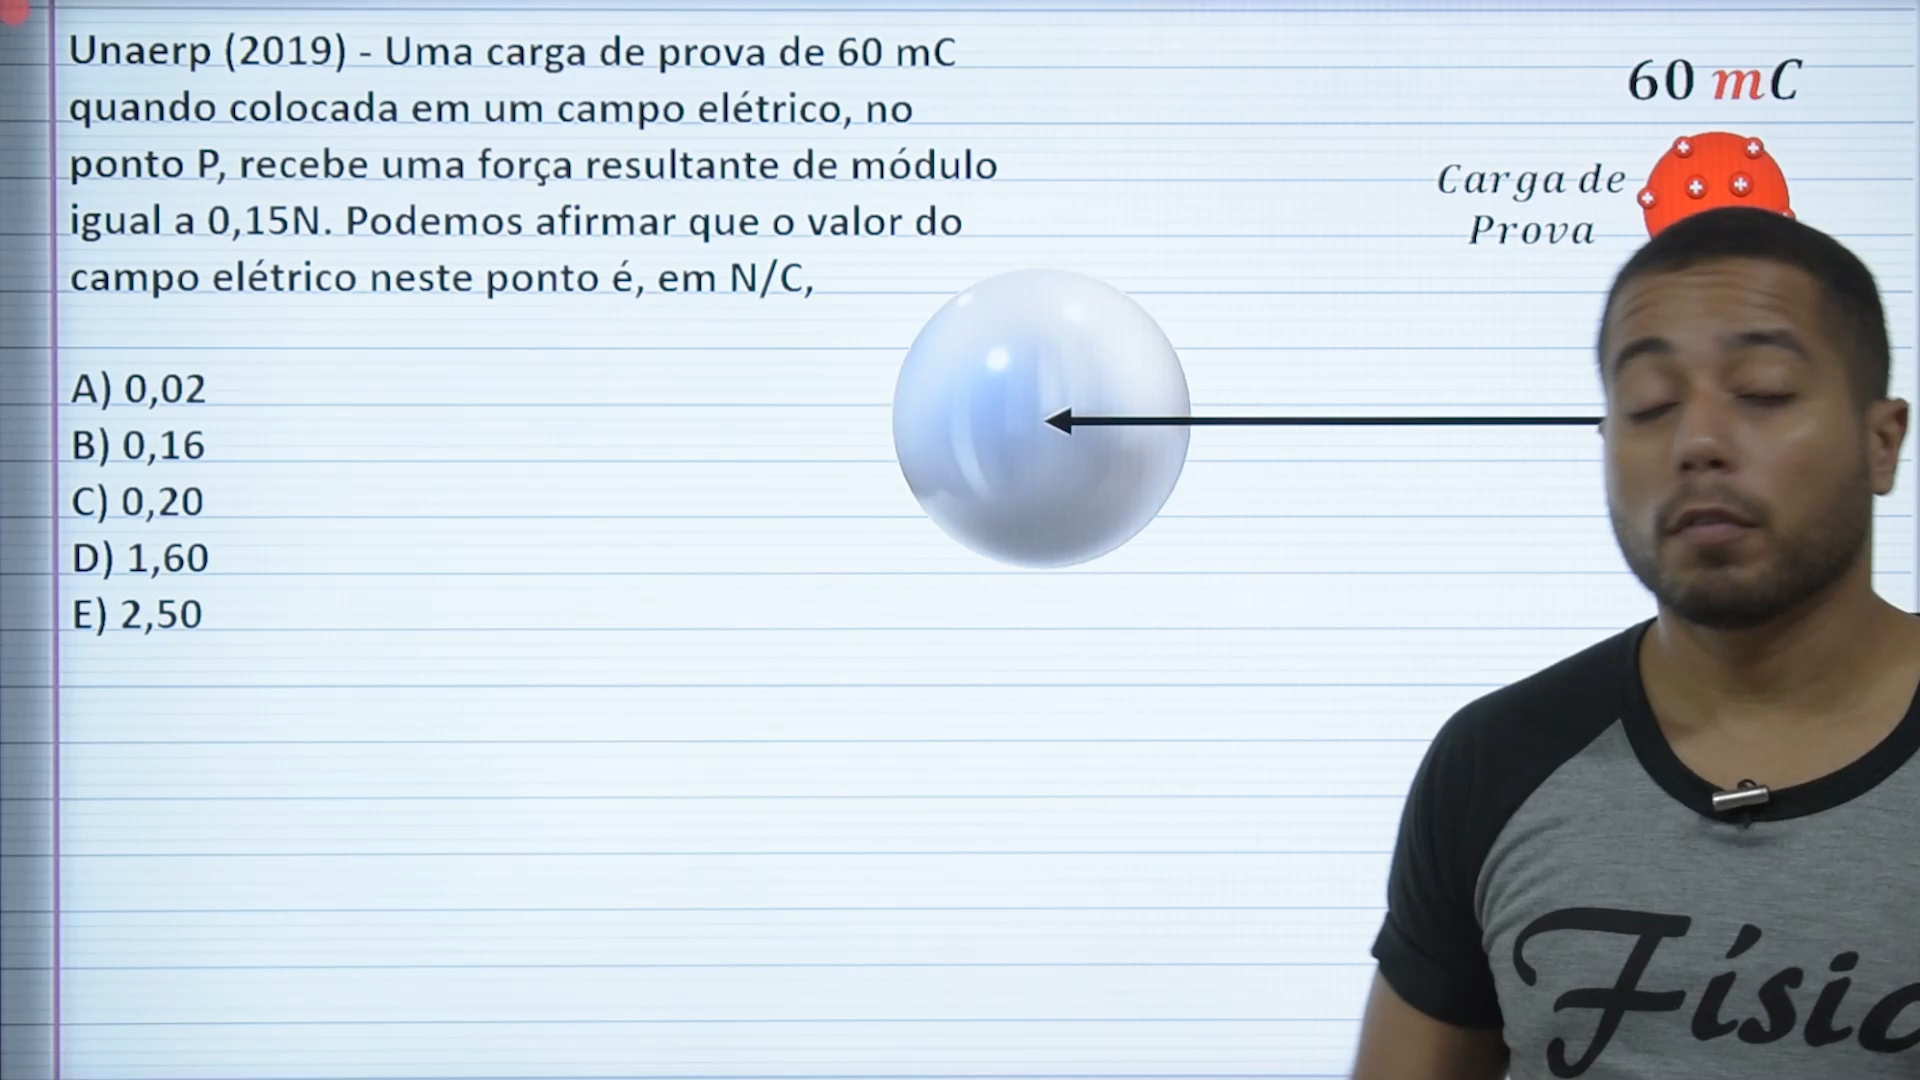 Unaerp (2019) - Uma carga de prova de 60 mC
quando colocada em um campo elétrico, no
ponto P, recebe uma força resultante de módulo
igual a 0,15N. Podemos afirmar que o valor do
campo elétrico neste ponto é, em N/C,
A) 0,02
B) 0,16
C) 0,20
D) 1,60
E) 2,50
60 mC
Carga de
Prova